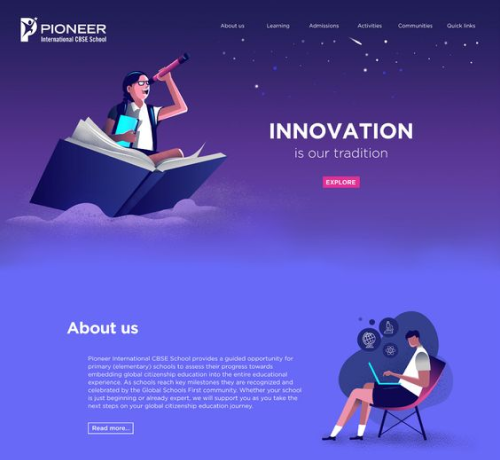 PIONEER
International CBSE School
About us Learning Admissions Activities Communities Quick links
INNOVATION
is our tradition
EXPLORE
About us
Pioneer International CBSE School provides a guided opportunity for
primary (elementary) schools to assess their progress towards
embedding global citizenship education into the entire educational
experience. As schools reach key milestones they are recognized and
celebrated by the Global Schools First community. Whether your school
is just beginning or already expert, we will support you as you take the
next steps on your global citizenship education journey.
Read more...